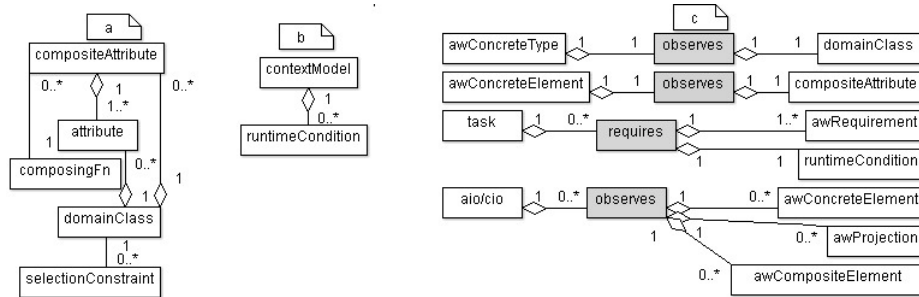 a
compositeAttribute
0..* 1 0..*
1..*
attribute
1 0..*
composingFn 1
1
domainClass
1
0..*
selectionConstraint
b
contextModel
1
0..*
runtimeCondition
c
awConcreteType 1 1 observes 1 1 domainClass
awConcreteElement 1 1 observes 1 1 compositeAttribute
task 1 0..* requires 1 1..* awRequirement
1 1 runtimeCondition
aio/cio 1 0..* observes 1 0..* awConcreteElement
1 1 0..* awProjection
0..* awCompositeElement